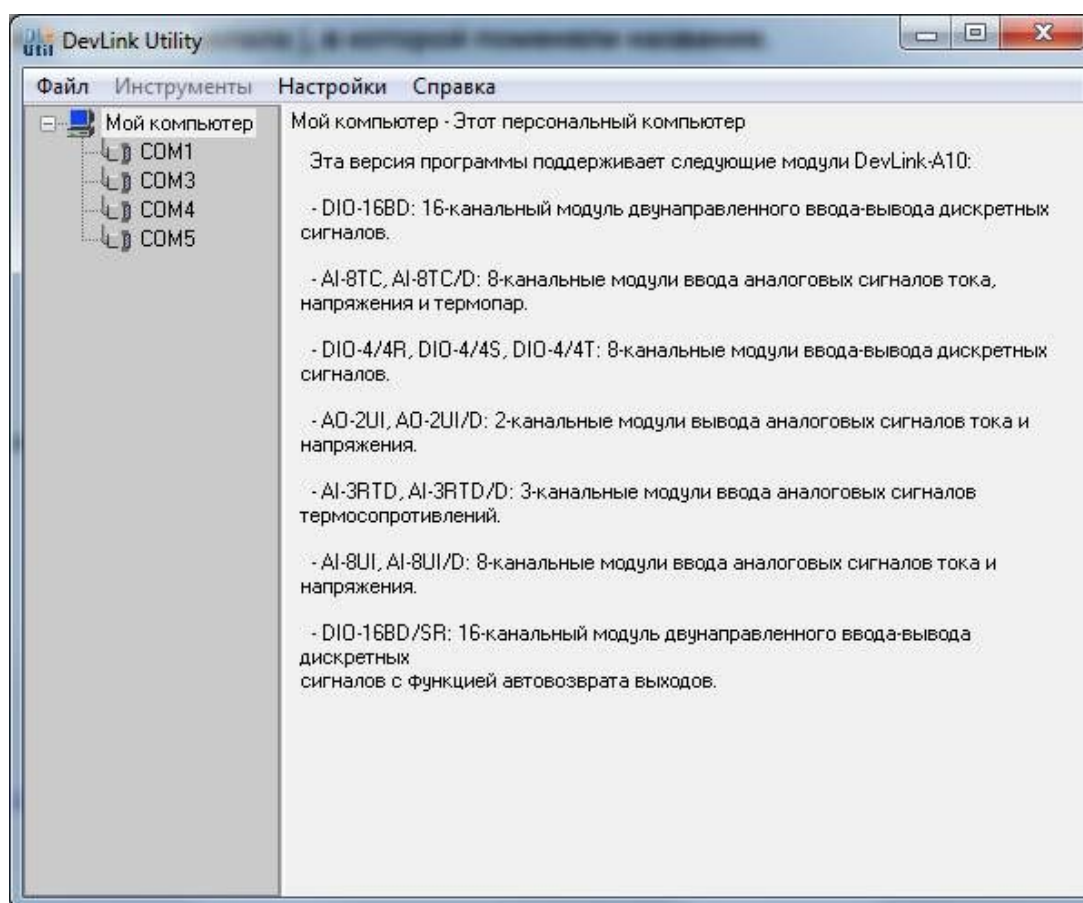 DevLink Utility
Файл Инструменты Настройки Справка
Мой компьютер
COM1
COM3
COM4
COM5
Мой компьютер - Этот персональный компьютер
Эта версия программы поддерживает следующие модули DevLink-A10:
- DIO-16BD: 16-канальный модуль двунаправленного ввода-вывода дискретных
сигналов.
- AI-8TC, AI-8TC/D: 8-канальные модули ввода аналоговых сигналов тока,
напряжения и термопар.
- DIO-4/4R, DIO-4/4S, DIO-4/4T: 8-канальные модули ввода-вывода дискретных
сигналов.
- AO-2UI, AO-2UI/D: 2-канальные модули вывода аналоговых сигналов тока и
напряжения.
- AI-3RTD, AI-3RTD/D: 3-канальные модули ввода аналоговых сигналов
термосопротивлений.
- AI-8UI, AI-8UI/D: 8-канальные модули ввода аналоговых сигналов тока и
напряжения.
- DIO-16BD/SR: 16-канальный модуль двунаправленного ввода-вывода
дискретных
сигналов с функцией автовозврата выходов.